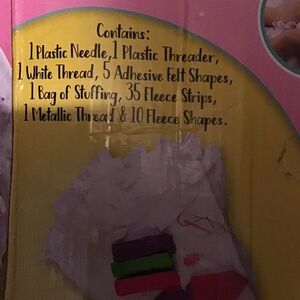 Contains:
1 Plastic Needle, 1 Plastic Threader,
1 White Thread, 5 Adhesive Felt Shapes,
1 Bag of Stuffing, 35 Fleece Strips,
1 Metallic Thread & 10 Fleece Shapes.